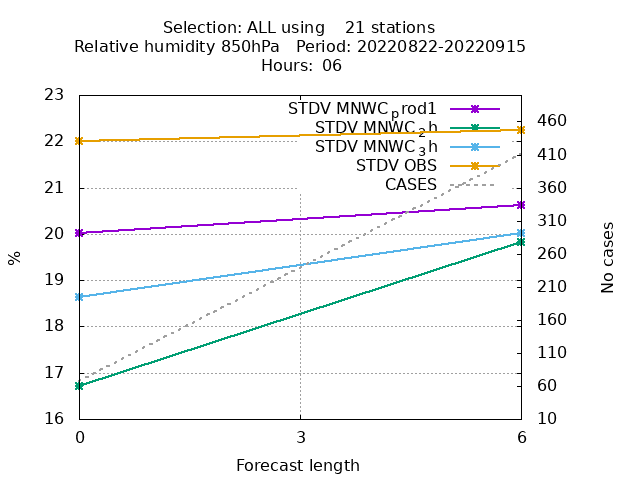 Selection: ALL using    21 stations
Relative humidity 850hPa   Period: 20220822-20220915
Hours: 06
23
22
21
20
19
18
17
16
%
STDV MNWC_prod1
STDV MNWC_2h
STDV MNWC_3h
STDV OBS
CASES
460
410
360
310
260
210
160
110
60
10
No cases
0 3 6
Forecast length